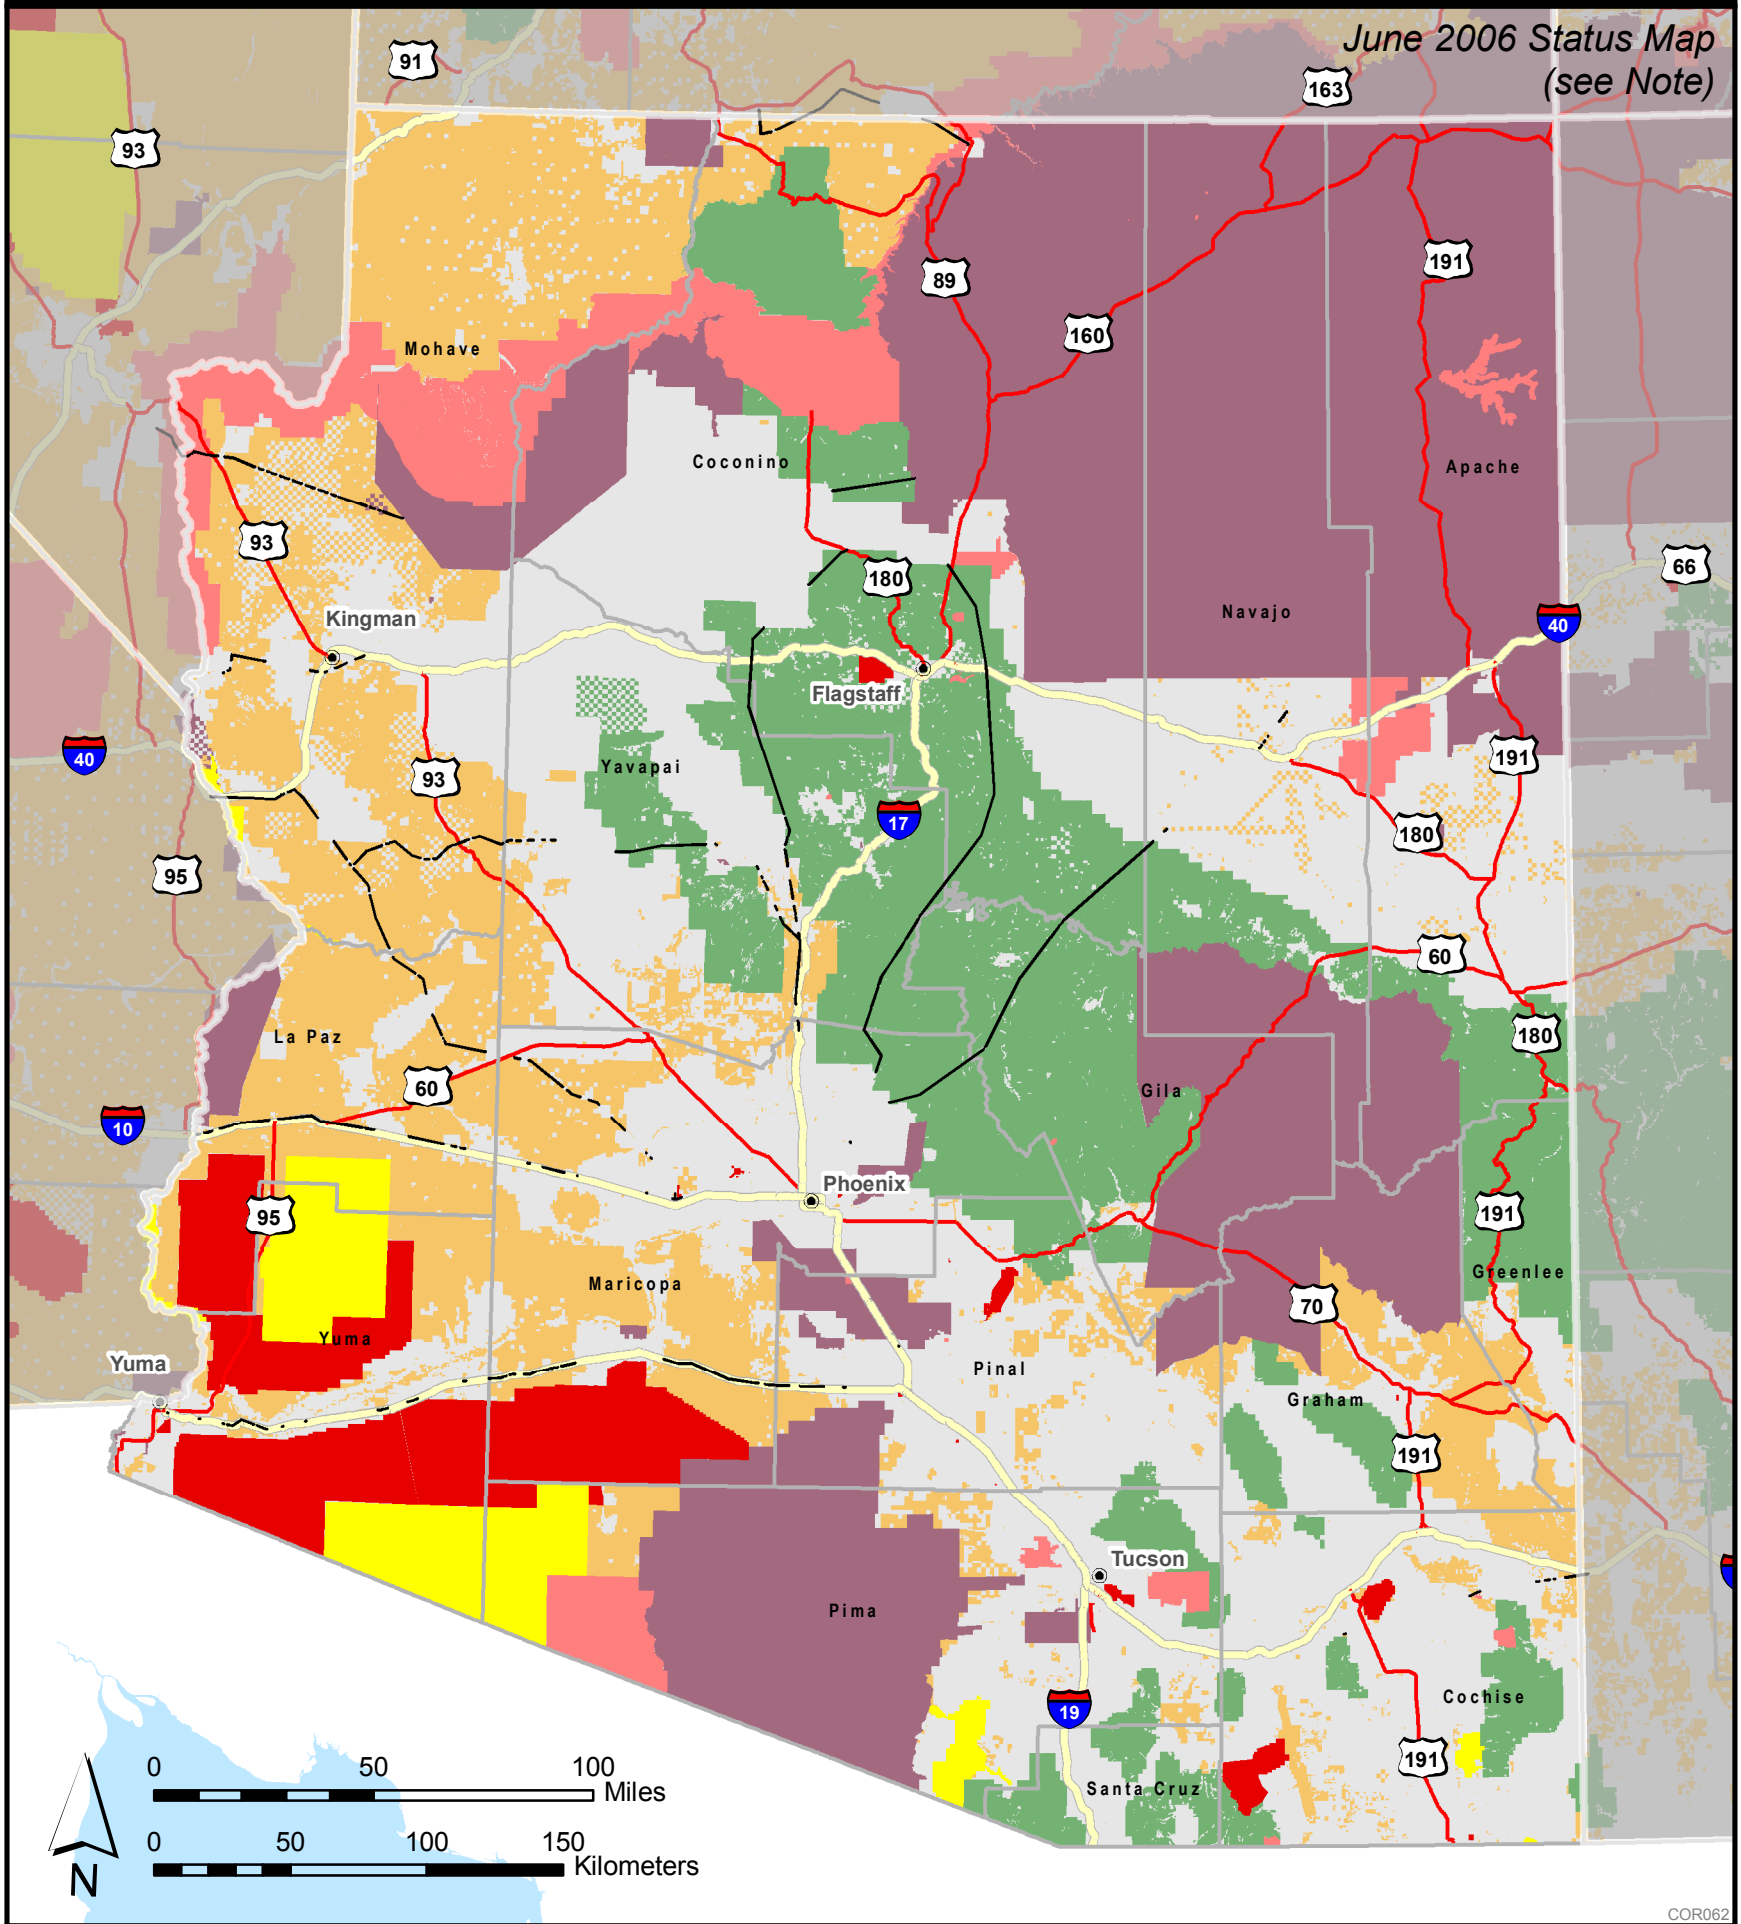 June 2006 Status Map
(see Note)
91
163
93
191
89
160
Mohave
Coconino
Apache
93
66
180
Navajo
Kingman
40
Flagstaff
40
93
Yavapai
191
17
180
95
60
La Paz
180
60
Gila
10
Phoenix
95
191
Maricopa
Greenlee
70
Yuma
Yuma
Pinal
Graham
191
Tucson
Pima
Cochise
19
191
Santa Cruz
0 50 100
Miles
0 50 100 150
Kilometers
N
COR062